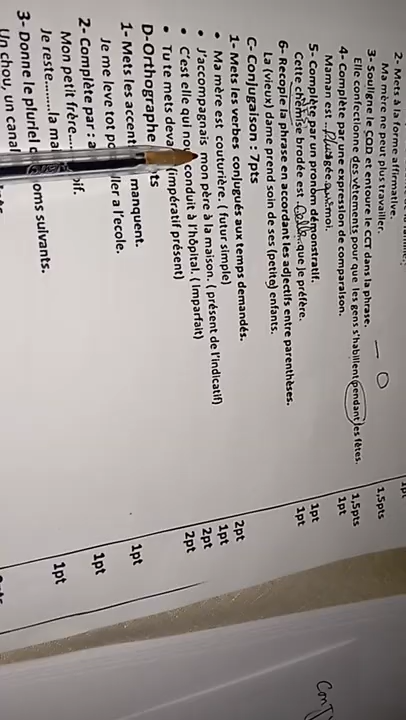 2- Mets à la forme affirmative. 1pt
Ma mère ne peut plus travailler.
3- Souligne le COD et entoure le CCT dans la phrase. 1,5pts
Elle confectionne des vêtements pour que les gens s'habillent pendant les fêtes. 1,5pts
4- Complète par une expression de comparaison. 1pt
Maman est ... âgée que moi.
5- Complète par un pronom démonstratif. 1pt
Cette chemise brodée est celle que je préfère. 1pt
6- Recopie la phrase en accordant les adjectifs entre parenthèses.
La (vieux) dame prend soin de ses (petite) enfants.
C- Conjugaison : 7pts
1- Mets les verbes conjugués aux temps demandés.
• Ma mère est couturière. ( futur simple) 2pt
• J'accompagnais mon père à la maison. ( présent de l'indicatif) 1pt
• C'est elle qui nous conduit à l'hôpital. ( Imparfait) 2pt
• Tu te mets deva (impératif présent) 2pt
D- Orthographe ts
1- Mets les accent manquent. 1pt
Je me leve tot po ller a l'ecole.
2- Complète par : a 1pt
Mon petit frère.... if.
Je reste........la ma 1pt
3- Donne le pluriel d oms suivants.
Un chou, un canal
Conj